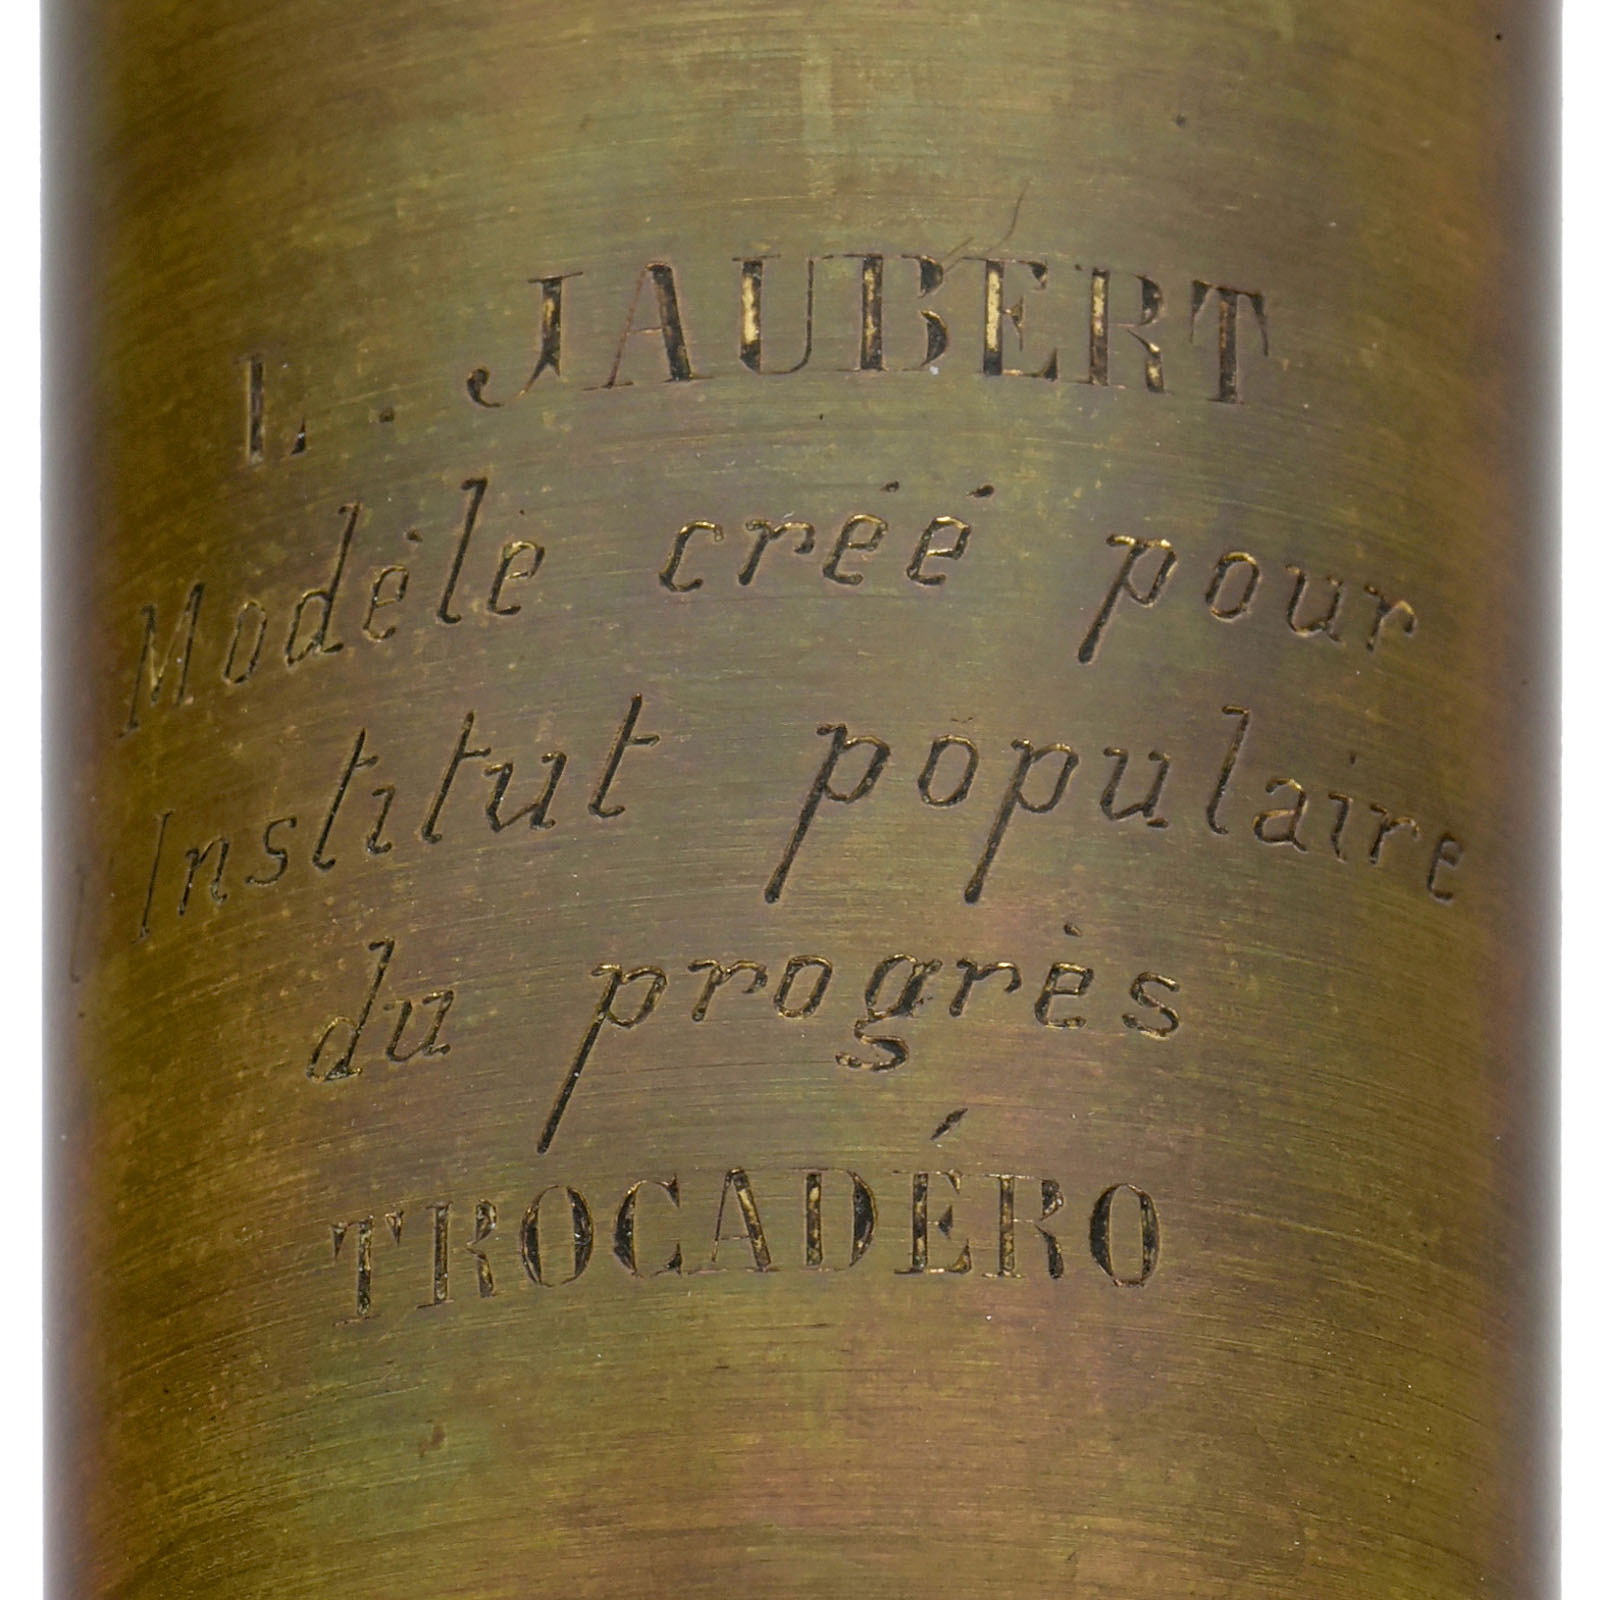 L. JAUBERT
Modèle créé pour
l'Institut populaire
du progrès
TROCADÉRO